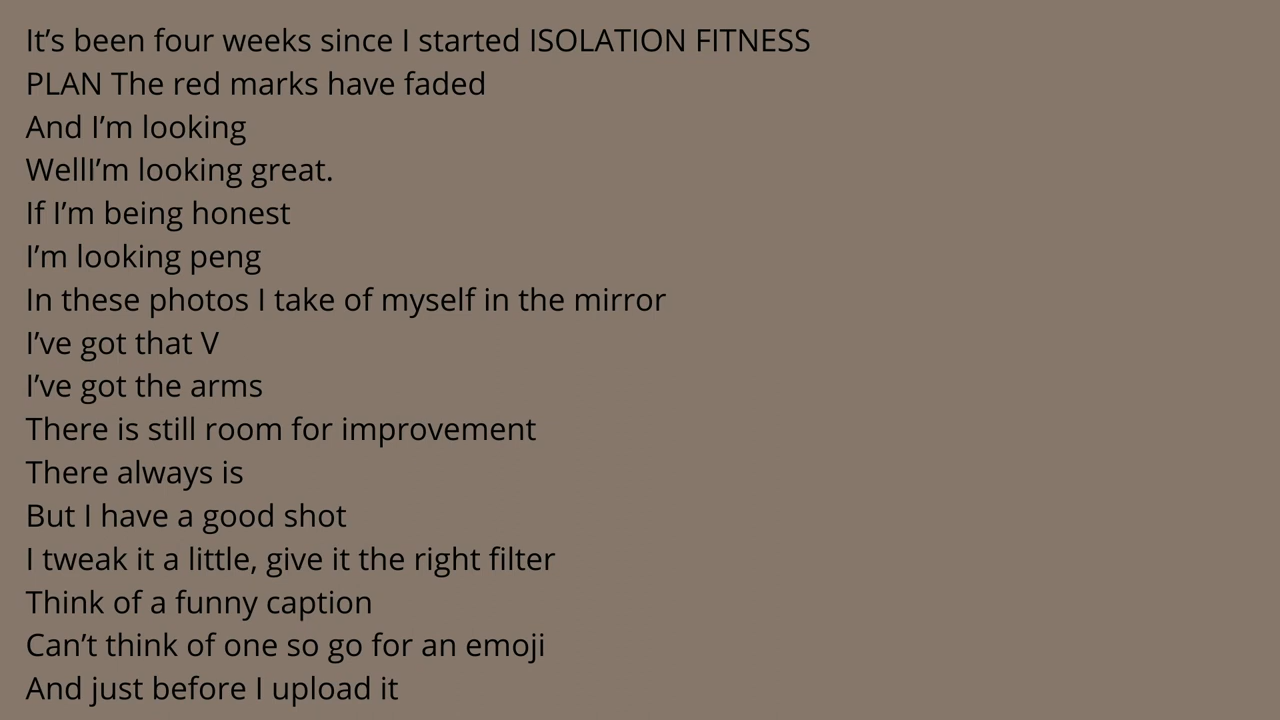 It’s been four weeks since I started ISOLATION FITNESS
PLAN The red marks have faded
And I’m looking
WellI’m looking great.
If I’m being honest
I’m looking peng
In these photos I take of myself in the mirror
I’ve got that V
I’ve got the arms
There is still room for improvement
There always is
But I have a good shot
I tweak it a little, give it the right filter
Think of a funny caption
Can’t think of one so go for an emoji
And just before I upload it